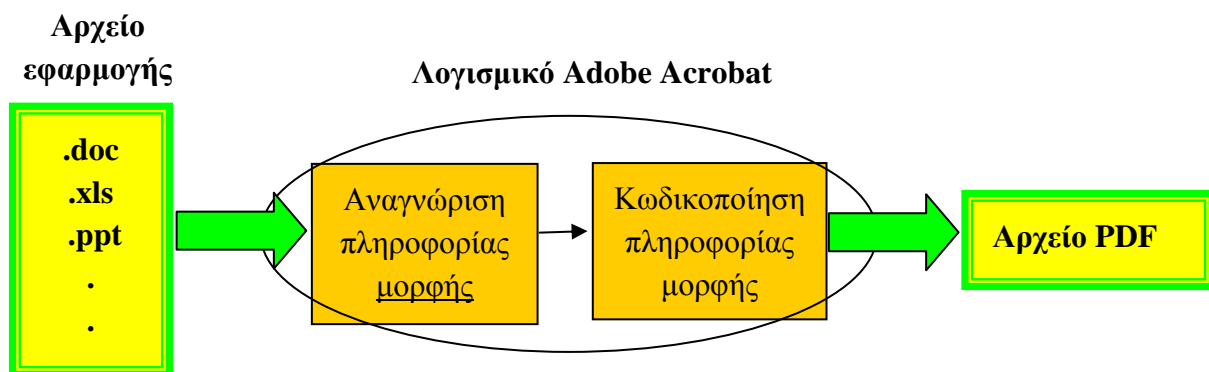 Αρχείο
εφαρμογής
Λογισμικό Adobe Acrobat
.doc
.xls
.ppt
.
.
Αναγνώριση
πληροφορίας
μορφής
Κωδικοποίηση
πληροφορίας
μορφής
Αρχείο PDF